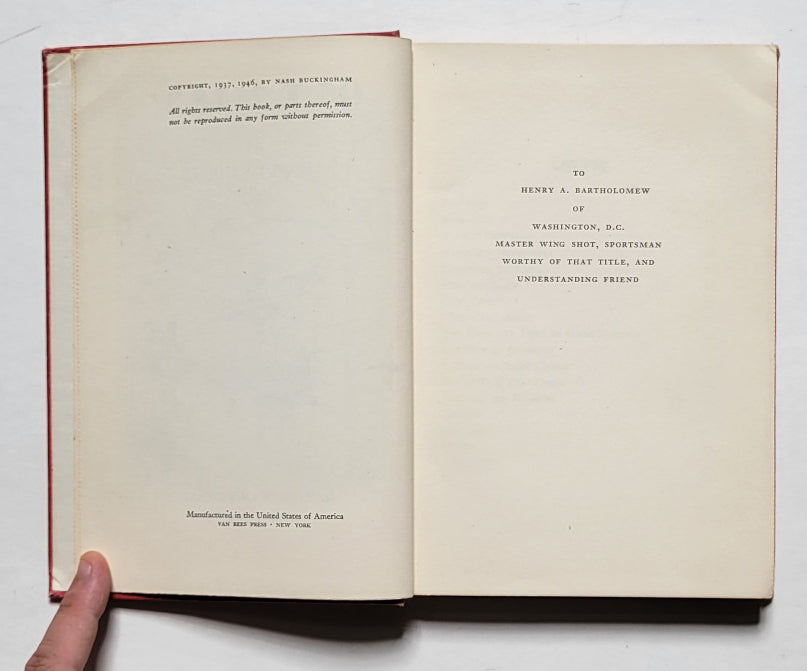 COPYRIGHT, 1937, 1946, BY NASH BUCKINGHAM
All rights reserved. This book, or parts thereof, must
not be reproduced in any form without permission.
Manufactured in the United States of America
VAN REES PRESS • NEW YORK
TO
HENRY A. BARTHOLOMEW
OF
WASHINGTON, D.C.
MASTER WING SHOT, SPORTSMAN
WORTHY OF THAT TITLE, AND
UNDERSTANDING FRIEND